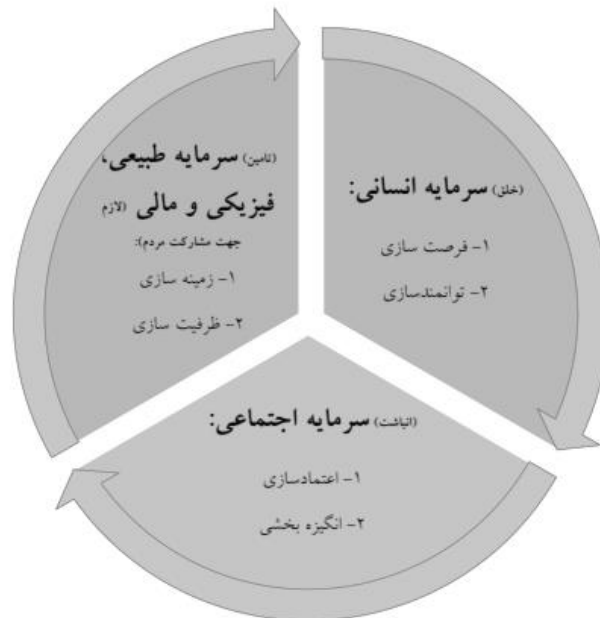 (خلق) سرمایه انسانی:
۱- فرصت سازی
۲- توانمندسازی
(انباشت) سرمایه اجتماعی:
۱- اعتمادسازی
۲- انگیزه بخشی
(تامین) سرمایه طبیعی،
فیزیکی و مالی (لازم
جهت مشارکت مردم):
۱- زمینه سازی
۲- ظرفیت سازی